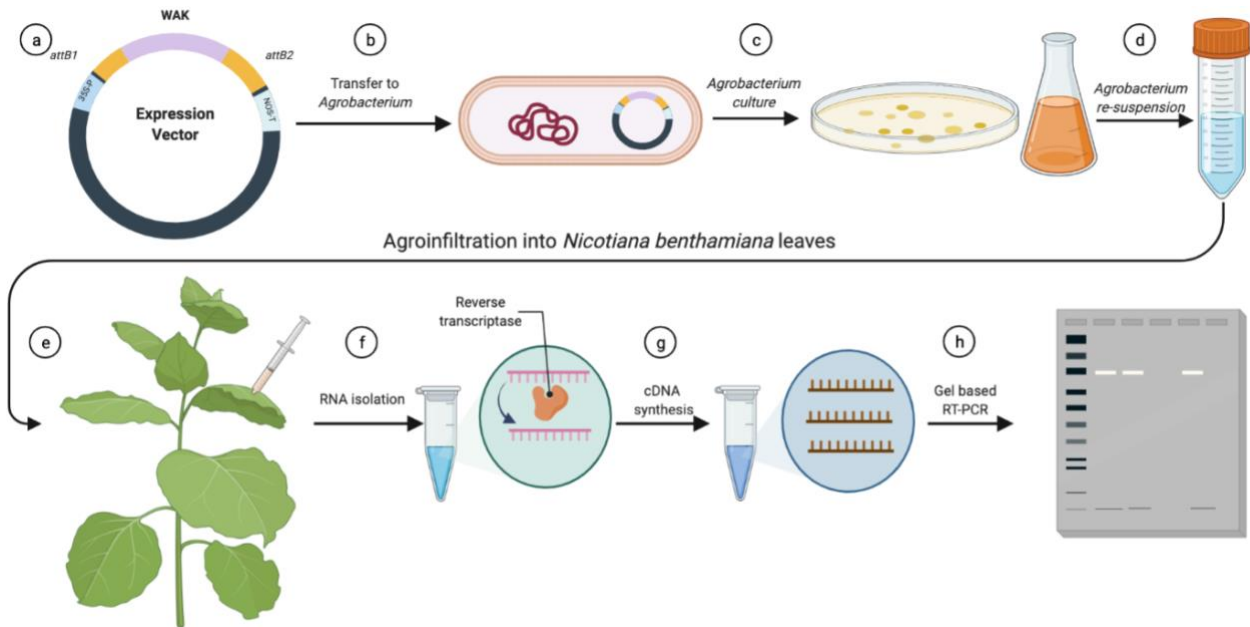 a
WAK
attB1
attB2
35S-P
NOS-T
Expression
Vector
b
Transfer to
Agrobacterium
c
Agrobacterium
culture
d
Agrobacterium
re-suspension
Agroinfiltration into Nicotiana benthamiana leaves
e
f
RNA isolation
Reverse
transcriptase
g
cDNA
synthesis
h
Gel based
RT-PCR